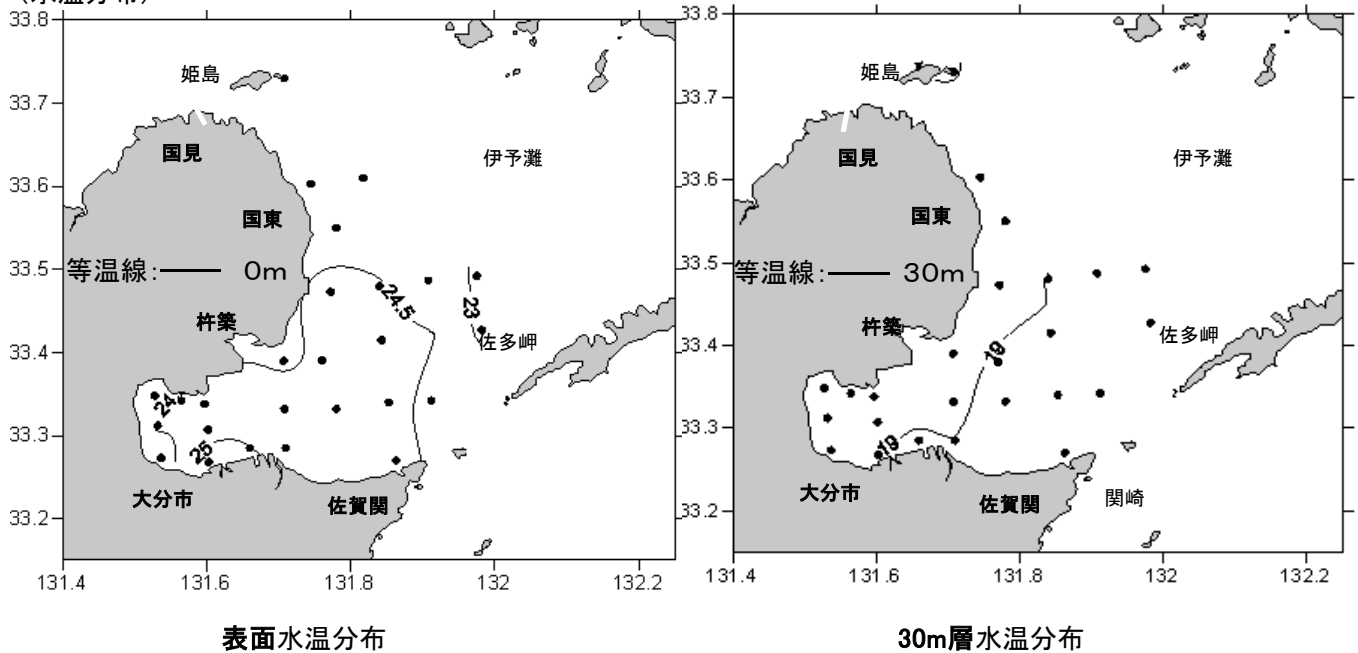 (水温分布)
33.8
33.7
33.6
33.5
33.4
33.3
33.2
131.4
131.6
131.8
132
132.2
姫島
国見
伊予灘
国東
等温線: 0m
24.5
23
杵築
佐多岬
24
25
大分市
佐賀関
表面水温分布
33.8
33.7
33.6
33.5
33.4
33.3
33.2
131.4
131.6
131.8
132
132.2
姫島
国見
伊予灘
国東
等温線: 30m
杵築
佐多岬
19
19
大分市
佐賀関
関崎
30m層水温分布